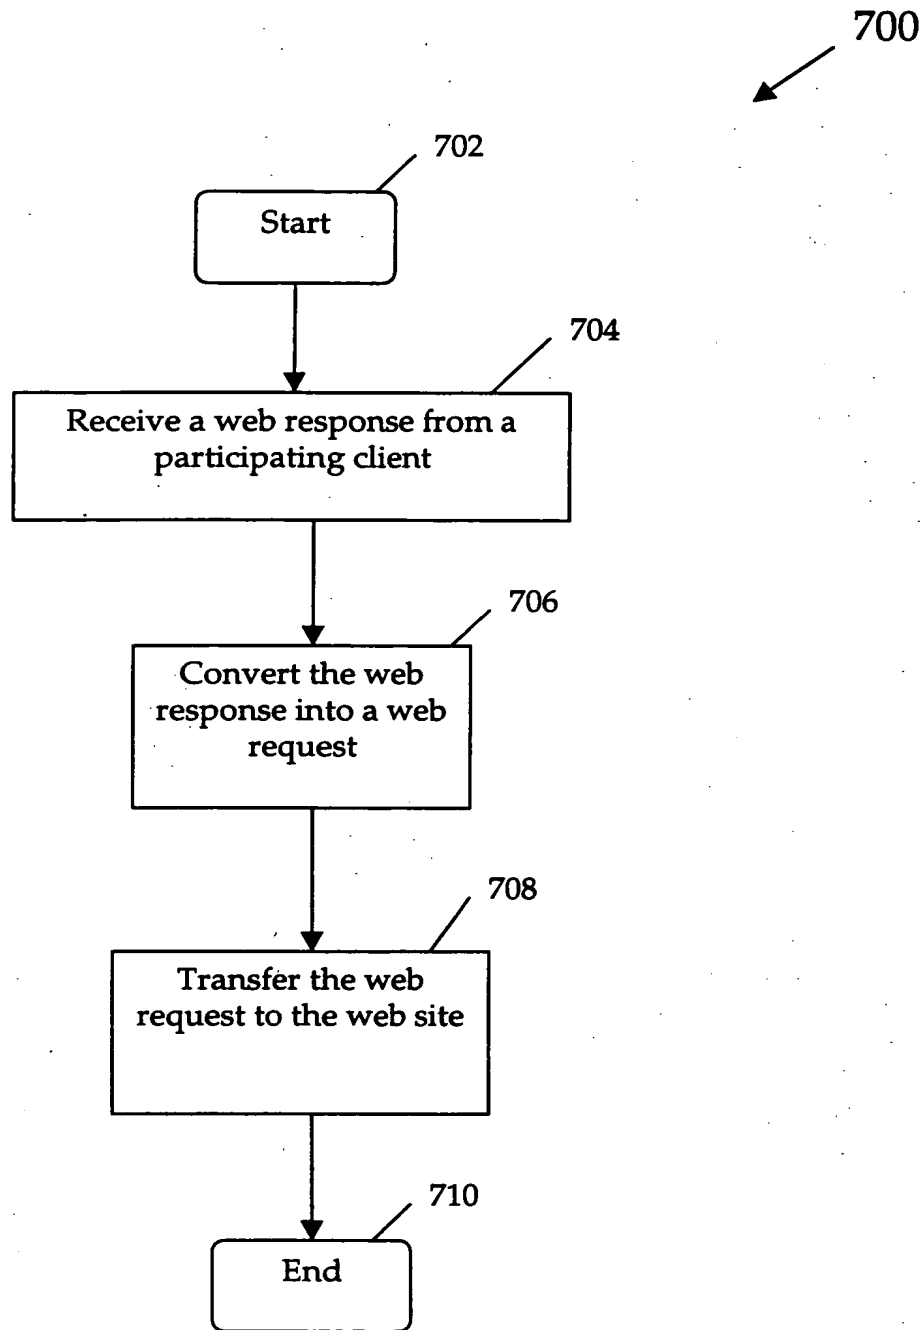 700
702
Start
704
Receive a web response from a
participating client
706
Convert the web
response into a web
request
708
Transfer the web
request to the web site
710
End